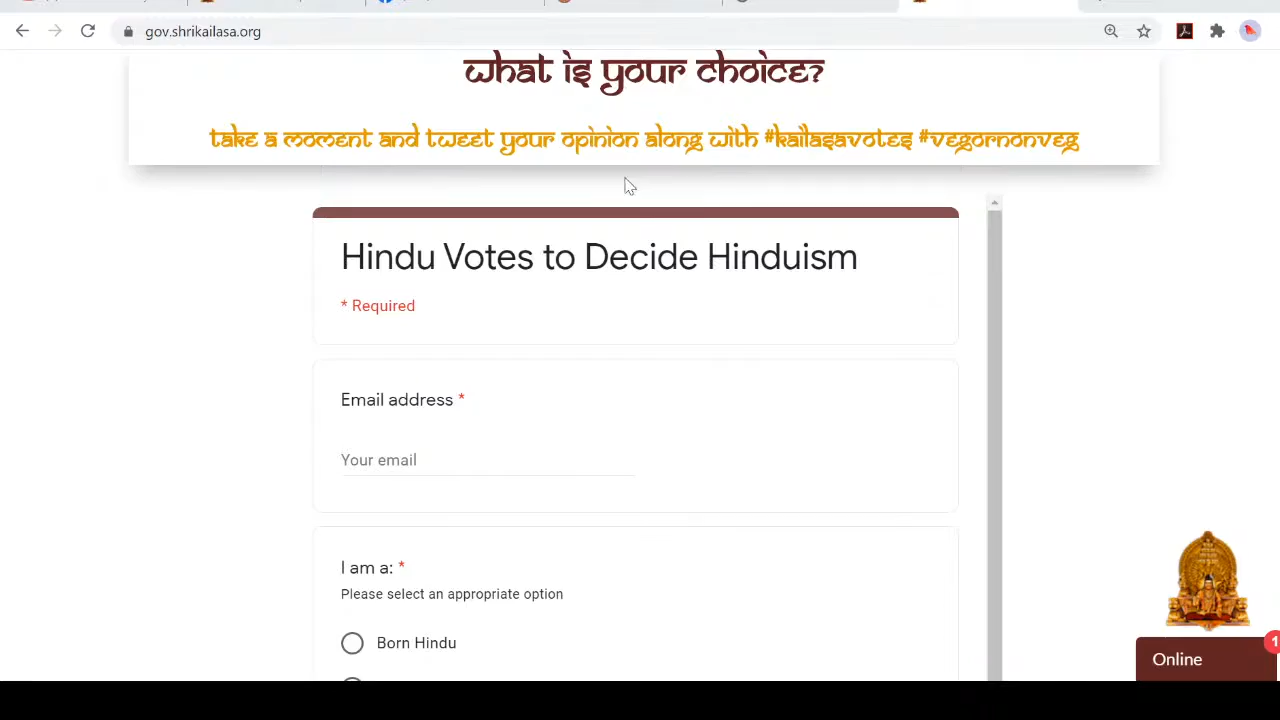 gov.shrikailasa.org
What is your choice?
Take a moment and tweet your opinion along with #kailasavotes #vegornonveg
Hindu Votes to Decide Hinduism
* Required
Email address *
Your email
I am a: *
Please select an appropriate option
Born Hindu
Online
1